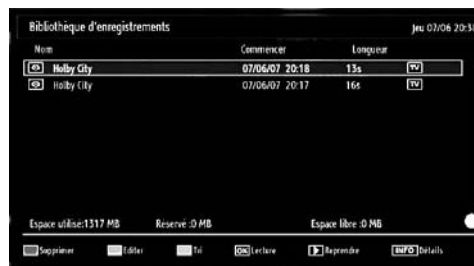 Bibliothèque d'enregistrements Jeu 07/06 20:38
Nom Commencer Longueur
Holby City 07/06/07 20:18 13s TV
Holby City 07/06/07 20:17 16s TV
Espace utilisé:1317 MB Réservé :0 MB Espace libre :0 MB
Supprimer Editer Tri OK Lecture Reprendre INFO Détails